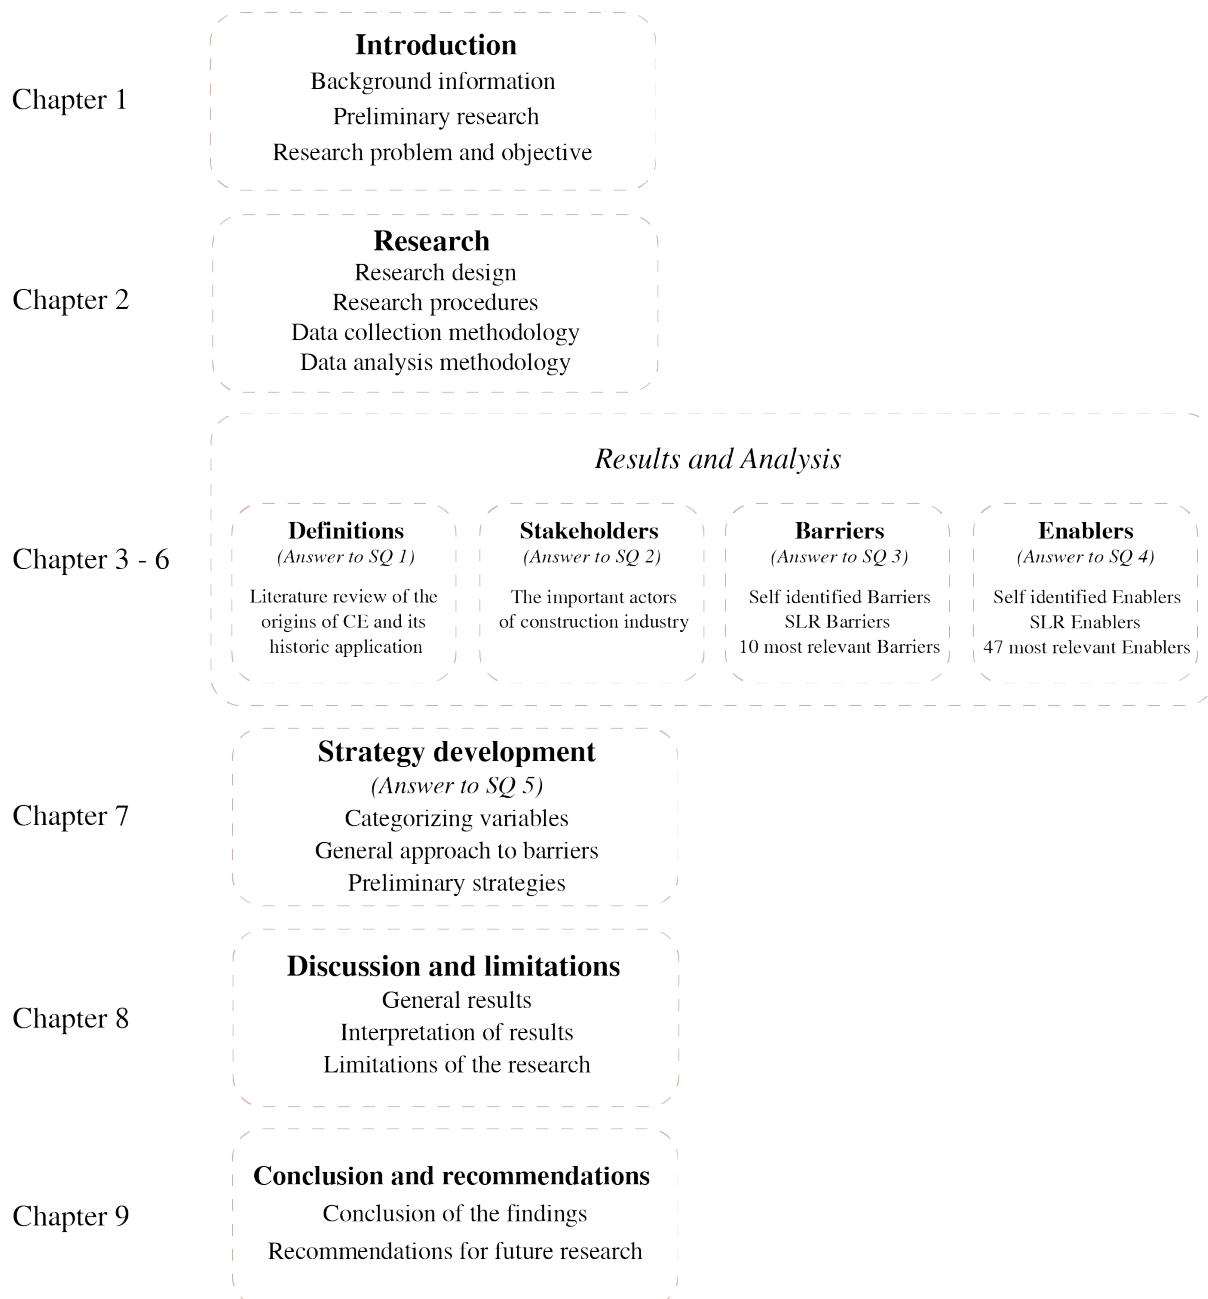 Chapter 1
Introduction
Background information
Preliminary research
Research problem and objective
Chapter 2
Research
Research design
Research procedures
Data collection methodology
Data analysis methodology
Chapter 3 - 6
Results and Analysis
Definitions
(Answer to SQ 1)
Literature review of the
origins of CE and its
historic application
Stakeholders
(Answer to SQ 2)
The important actors
of construction industry
Barriers
(Answer to SQ 3)
Self identified Barriers
SLR Barriers
10 most relevant Barriers
Enablers
(Answer to SQ 4)
Self identified Enablers
SLR Enablers
47 most relevant Enablers
Chapter 7
Strategy development
(Answer to SQ 5)
Categorizing variables
General approach to barriers
Preliminary strategies
Chapter 8
Discussion and limitations
General results
Interpretation of results
Limitations of the research
Chapter 9
Conclusion and recommendations
Conclusion of the findings
Recommendations for future research